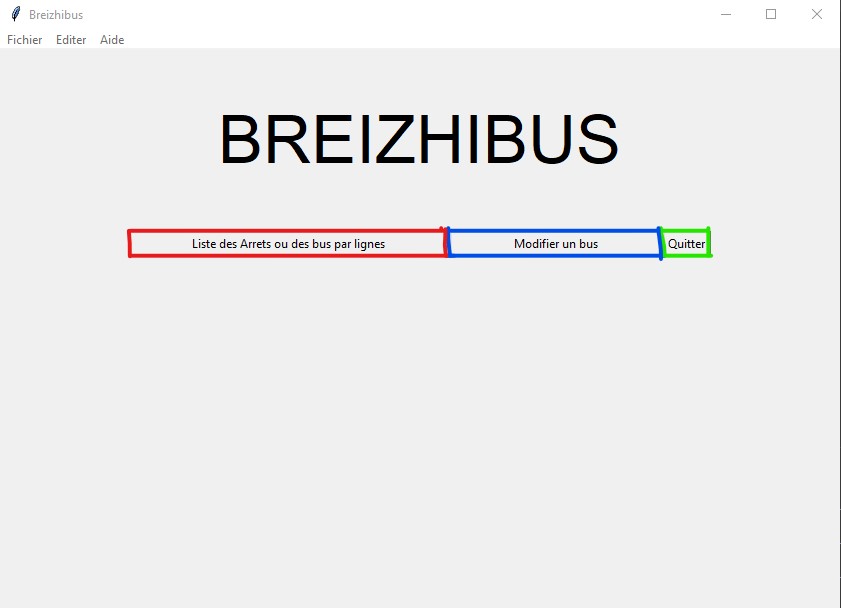 Breizhibus
Fichier Editer Aide
BREIZHIBUS
Liste des Arrets ou des bus par lignes Modifier un bus Quitter